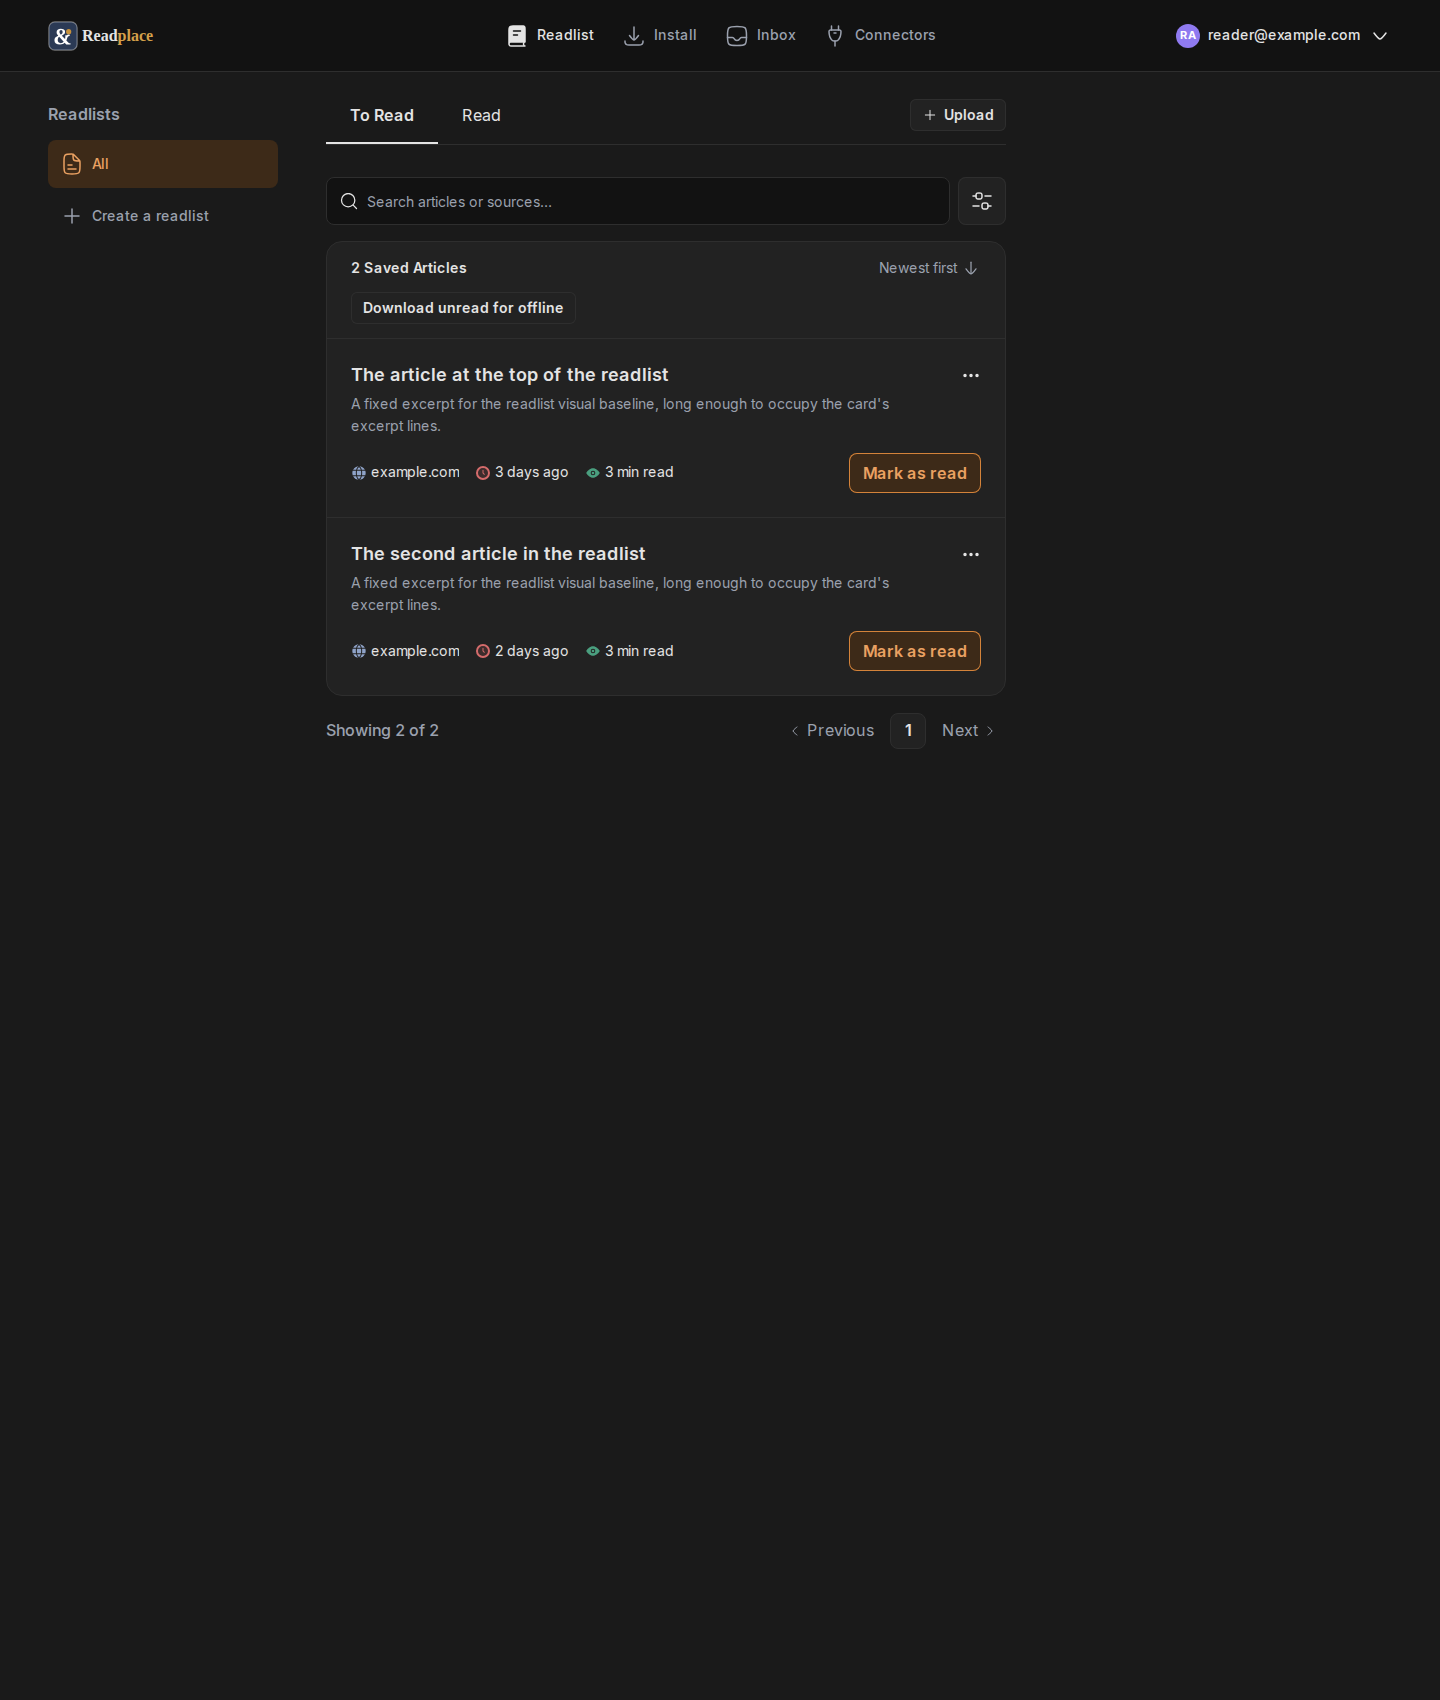 & Readplace
Readlist
Install
Inbox
Connectors
RA reader@example.com
Readlists
All
Create a readlist
To Read
Read
Upload
Search articles or sources...
2 Saved Articles
Newest first
Download unread for offline
The article at the top of the readlist
A fixed excerpt for the readlist visual baseline, long enough to occupy the card's
excerpt lines.
example.com
3 days ago
3 min read
Mark as read
The second article in the readlist
A fixed excerpt for the readlist visual baseline, long enough to occupy the card's
excerpt lines.
example.com
2 days ago
3 min read
Mark as read
Showing 2 of 2
Previous
1
Next